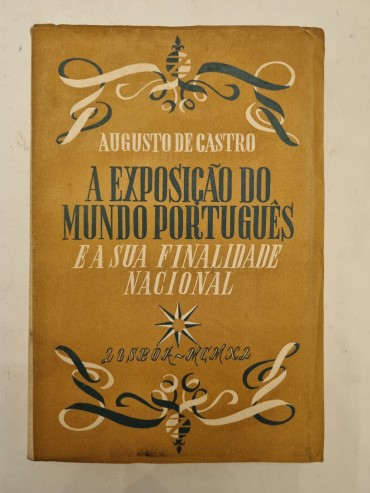 AUGUSTO DE CASTRO
A EXPOSIÇÃO DO
MUNDO PORTUGUÊS
E A SUA FINALIDADE
NACIONAL
LISBOA ~ MCMXL